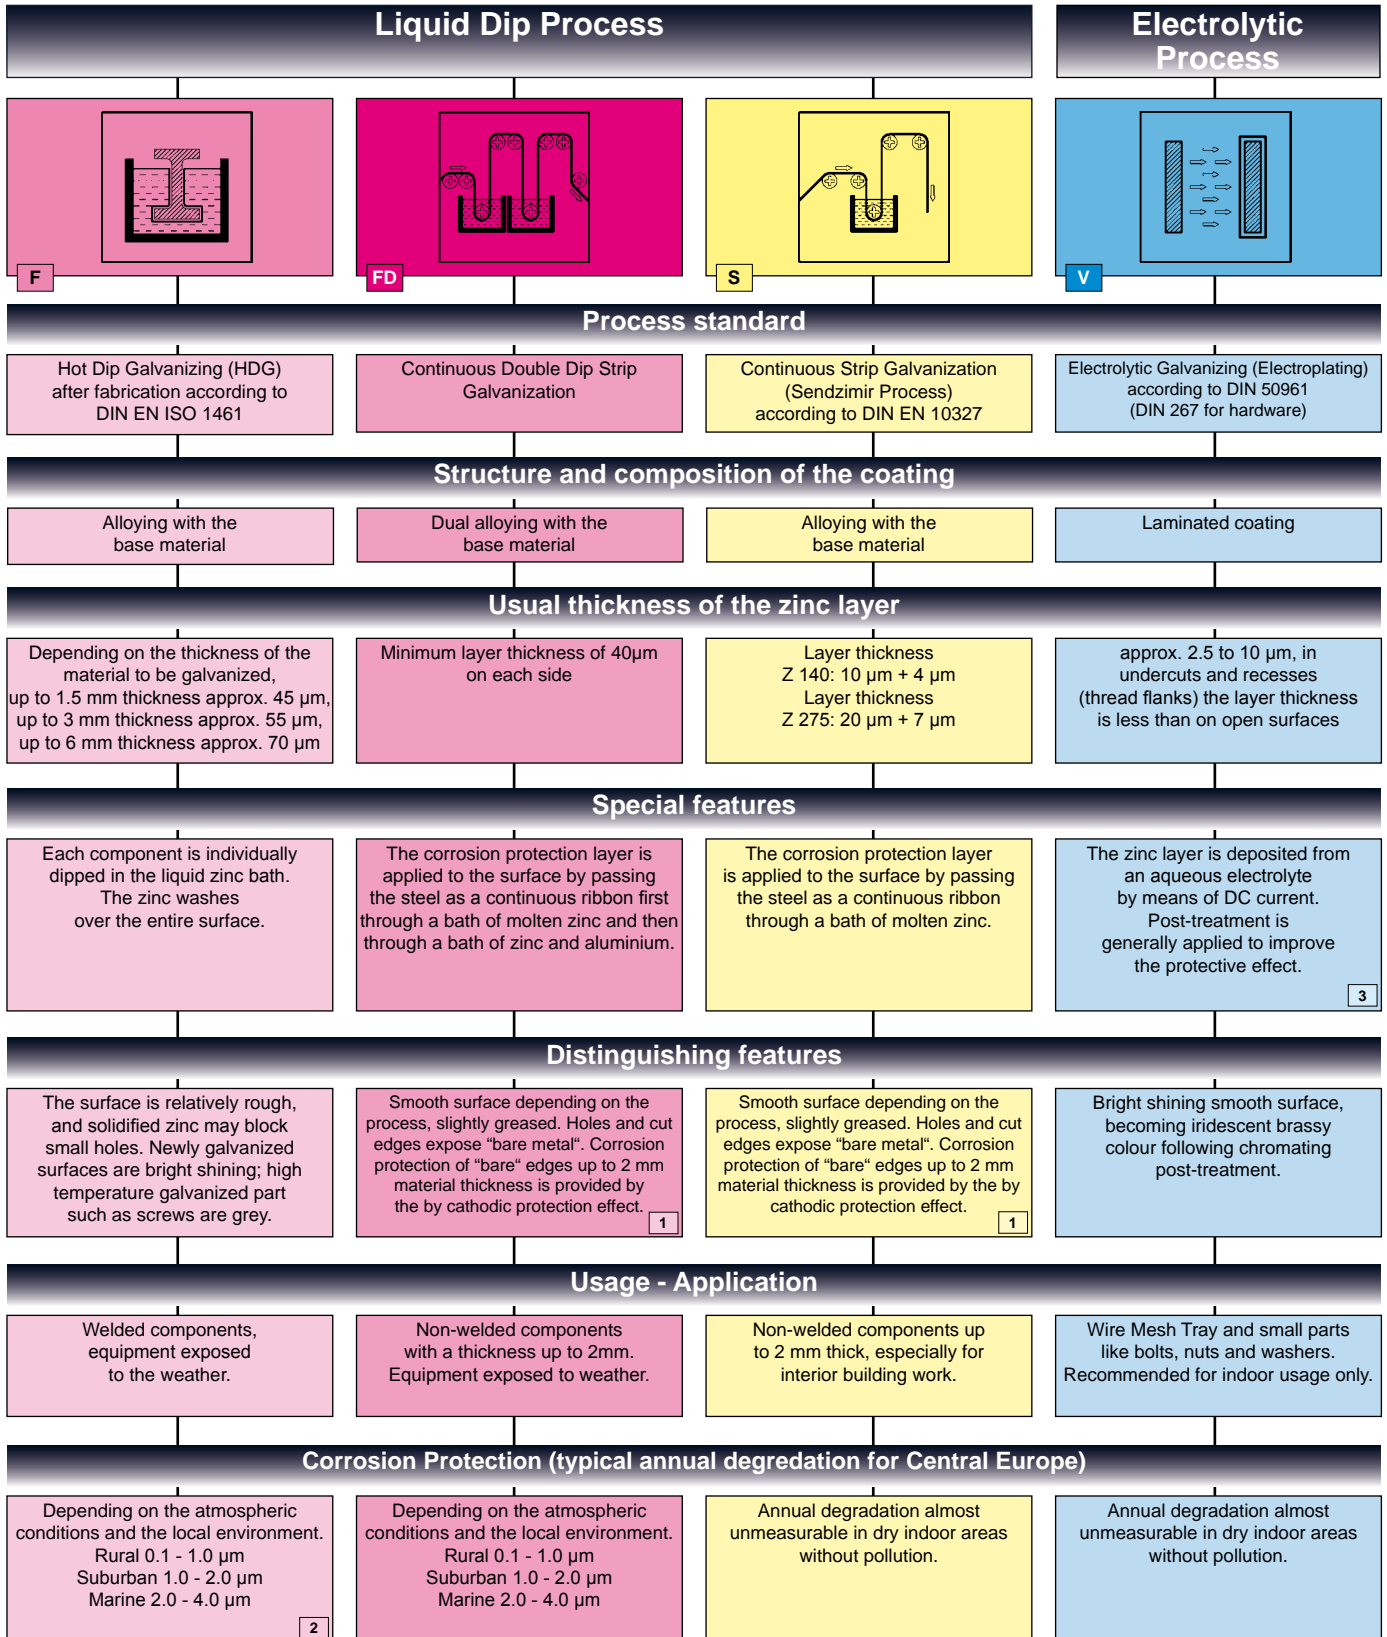 Liquid Dip Process
Electrolytic
Process
F
FD
S
V
Process standard
Hot Dip Galvanizing (HDG)
after fabrication according to
DIN EN ISO 1461
Continuous Double Dip Strip
Galvanization
Continuous Strip Galvanization
(Sendzimir Process)
according to DIN EN 10327
Electrolytic Galvanizing (Electroplating)
according to DIN 50961
(DIN 267 for hardware)
Structure and composition of the coating
Alloying with the
base material
Dual alloying with the
base material
Alloying with the
base material
Laminated coating
Usual thickness of the zinc layer
Depending on the thickness of the
material to be galvanized,
up to 1.5 mm thickness approx. 45 µm,
up to 3 mm thickness approx. 55 µm,
up to 6 mm thickness approx. 70 µm
Minimum layer thickness of 40µm
on each side
Layer thickness
Z 140: 10 µm + 4 µm
Layer thickness
Z 275: 20 µm + 7 µm
approx. 2.5 to 10 µm, in
undercuts and recesses
(thread flanks) the layer thickness
is less than on open surfaces
Special features
Each component is individually
dipped in the liquid zinc bath.
The zinc washes
over the entire surface.
The corrosion protection layer is
applied to the surface by passing
the steel as a continuous ribbon first
through a bath of molten zinc and then
through a bath of zinc and aluminium.
The corrosion protection layer
is applied to the surface by passing
the steel as a continuous ribbon
through a bath of molten zinc.
The zinc layer is deposited from
an aqueous electrolyte
by means of DC current.
Post-treatment is
generally applied to improve
the protective effect.
3
Distinguishing features
The surface is relatively rough,
and solidified zinc may block
small holes. Newly galvanized
surfaces are bright shining; high
temperature galvanized part
such as screws are grey.
Smooth surface depending on the
process, slightly greased. Holes and cut
edges expose “bare metal“. Corrosion
protection of “bare“ edges up to 2 mm
material thickness is provided by
the by cathodic protection effect.
1
Smooth surface depending on the
process, slightly greased. Holes and cut
edges expose “bare metal“. Corrosion
protection of “bare“ edges up to 2 mm
material thickness is provided by the by
cathodic protection effect.
1
Bright shining smooth surface,
becoming iridescent brassy
colour following chromating
post-treatment.
Usage - Application
Welded components,
equipment exposed
to the weather.
Non-welded components
with a thickness up to 2mm.
Equipment exposed to weather.
Non-welded components up
to 2 mm thick, especially for
interior building work.
Wire Mesh Tray and small parts
like bolts, nuts and washers.
Recommended for indoor usage only.
Corrosion Protection (typical annual degredation for Central Europe)
Depending on the atmospheric
conditions and the local environment.
Rural 0.1 - 1.0 µm
Suburban 1.0 - 2.0 µm
Marine 2.0 - 4.0 µm
2
Depending on the atmospheric
conditions and the local environment.
Rural 0.1 - 1.0 µm
Suburban 1.0 - 2.0 µm
Marine 2.0 - 4.0 µm
Annual degradation almost
unmeasurable in dry indoor areas
without pollution.
Annual degradation almost
unmeasurable in dry indoor areas
without pollution.